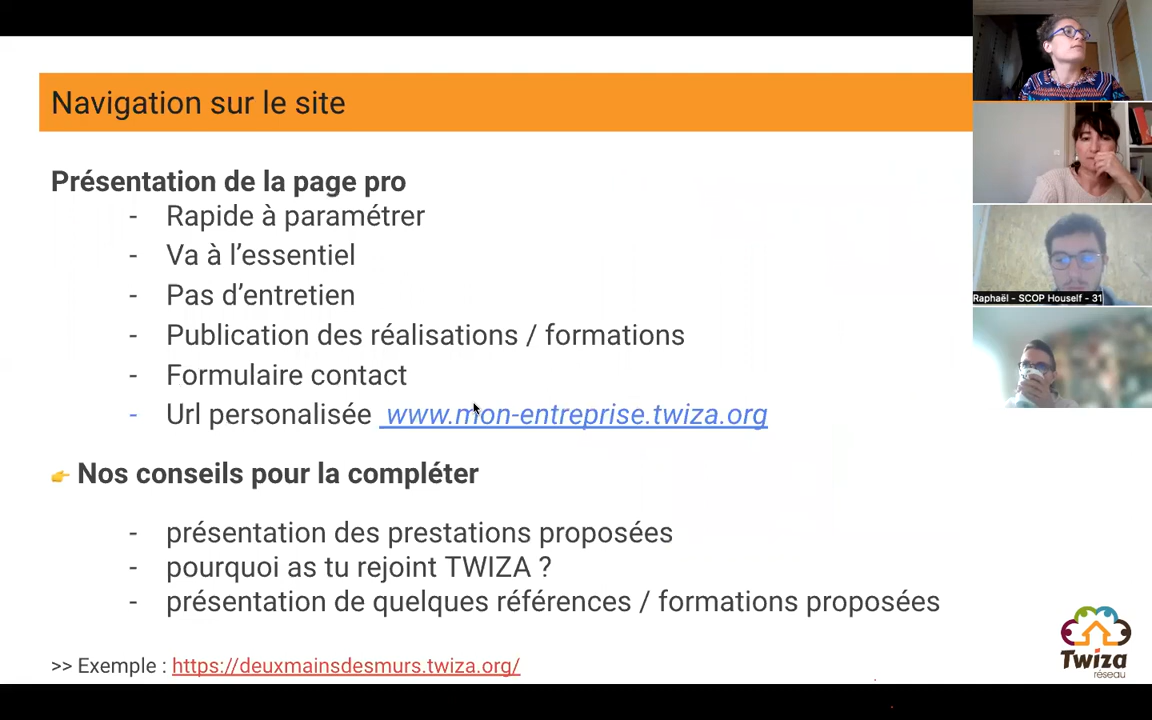 Navigation sur le site
Présentation de la page pro
- Rapide à paramétrer
- Va à l’essentiel
- Pas d’entretien
- Publication des réalisations / formations
- Formulaire contact
- Url personalisée www.mon-entreprise.twiza.org
👉 Nos conseils pour la compléter
- présentation des prestations proposées
- pourquoi as tu rejoint TWIZA ?
- présentation de quelques références / formations proposées
>> Exemple : https://deuxmainsdesmurs.twiza.org/
Raphaël - SCOP Houself - 31
Twiza
réseau